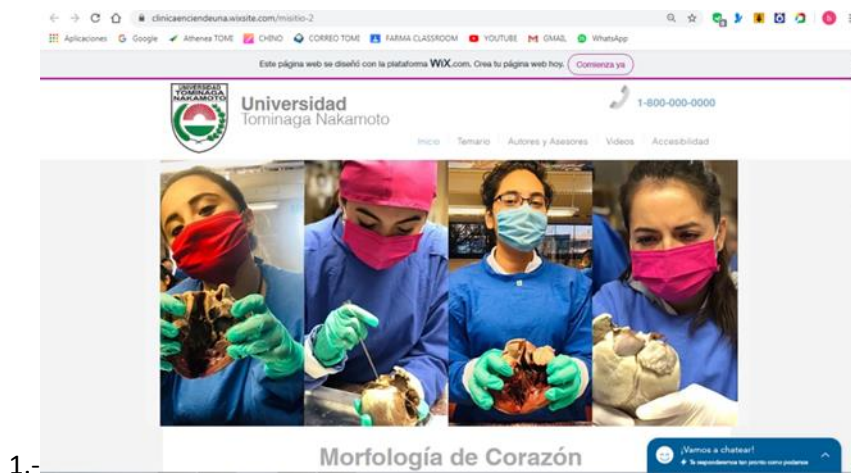 clinicaenciendeuna.wixsite.com/misitio-2
Aplicaciones Google Athenea TOMI CHINO CORREO TOMI FARMA CLASSROOM YOUTUBE GMAIL WhatsApp
Este página web se diseñó con la plataforma WiX.com. Crea tu página web hoy. Comienza ya
UNIVERSIDAD
TOMINAGA
NAKAMOTO
Universidad
Tominaga Nakamoto
1-800-000-0000
Inicio Temario Autores y Asesores Videos Accesibilidad
Morfología de Corazón
¡Vamos a chatear!
Te responderemos tan pronto como podamos
1.-